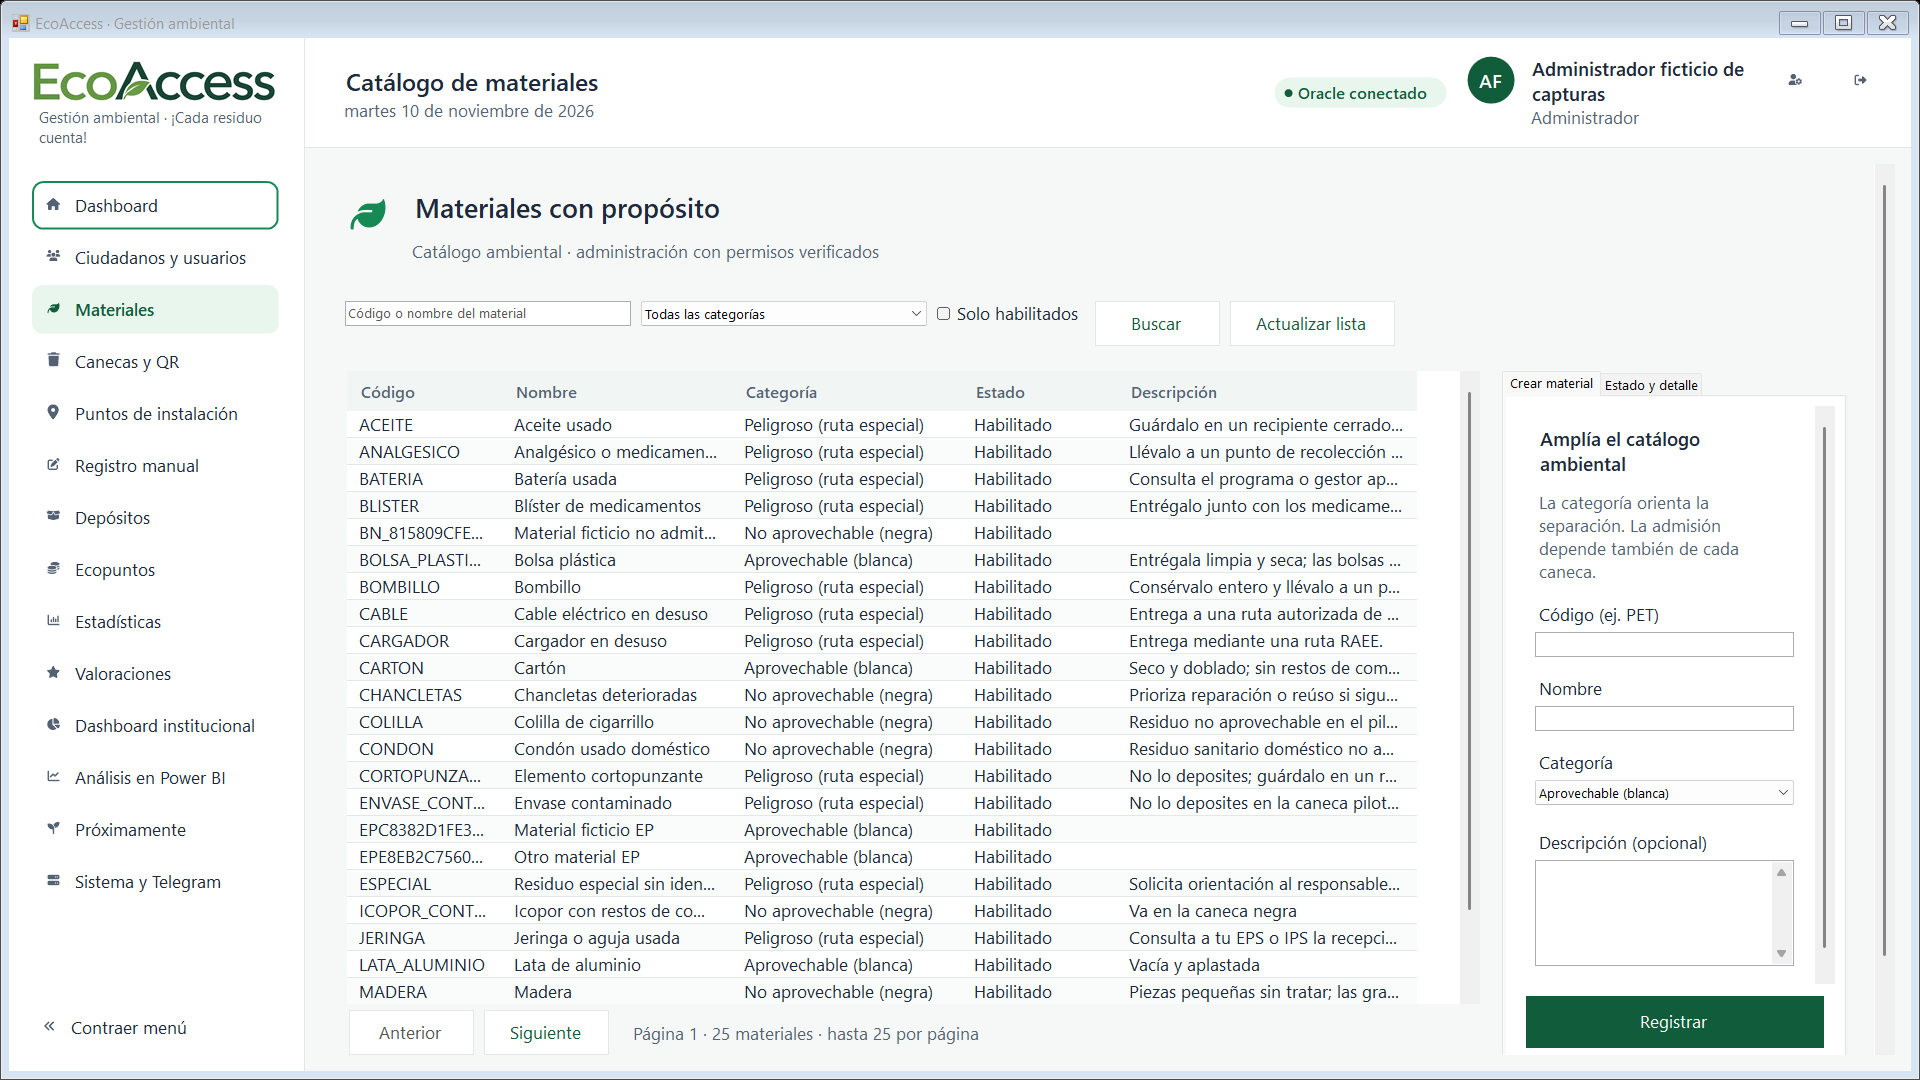 EcoAccess · Gestión ambiental
EcoAccess
Gestión ambiental · ¡Cada residuo
cuenta!
Dashboard
Ciudadanos y usuarios
Materiales
Canecas y QR
Puntos de instalación
Registro manual
Depósitos
Ecopuntos
Estadísticas
Valoraciones
Dashboard institucional
Análisis en Power BI
Próximamente
Sistema y Telegram
Contraer menú
Catálogo de materiales
martes 10 de noviembre de 2026
Oracle conectado
AF
Administrador ficticio de
capturas
Administrador
Materiales con propósito
Catálogo ambiental · administración con permisos verificados
Código o nombre del material
Todas las categorías
Solo habilitados
Buscar
Actualizar lista
Código Nombre Categoría Estado Descripción
ACEITE Aceite usado Peligroso (ruta especial) Habilitado Guárdalo en un recipiente cerrado...
ANALGESICO Analgésico o medicamen... Peligroso (ruta especial) Habilitado Llévalo a un punto de recolección ...
BATERIA Batería usada Peligroso (ruta especial) Habilitado Consulta el programa o gestor ap...
BLISTER Blíster de medicamentos Peligroso (ruta especial) Habilitado Entrégalo junto con los medicame...
BN_815809CFE... Material ficticio no admit... No aprovechable (negra) Habilitado
BOLSA_PLASTI... Bolsa plástica Aprovechable (blanca) Habilitado Entrégala limpia y seca; las bolsas ...
BOMBILLO Bombillo Peligroso (ruta especial) Habilitado Consérvalo entero y llévalo a un p...
CABLE Cable eléctrico en desuso Peligroso (ruta especial) Habilitado Entrega a una ruta autorizada de ...
CARGADOR Cargador en desuso Peligroso (ruta especial) Habilitado Entrega mediante una ruta RAEE.
CARTON Cartón Aprovechable (blanca) Habilitado Seco y doblado; sin restos de com...
CHANCLETAS Chancletas deterioradas No aprovechable (negra) Habilitado Prioriza reparación o reúso si sigu...
COLILLA Colilla de cigarrillo No aprovechable (negra) Habilitado Residuo no aprovechable en el pil...
CONDON Condón usado doméstico No aprovechable (negra) Habilitado Residuo sanitario doméstico no a...
CORTOPUNZA... Elemento cortopunzante Peligroso (ruta especial) Habilitado No lo deposites; guárdalo en un r...
ENVASE_CONT... Envase contaminado Peligroso (ruta especial) Habilitado No lo deposites en la caneca pilot...
EPC8382D1FE3... Material ficticio EP Aprovechable (blanca) Habilitado
EPE8EB2C7560... Otro material EP Aprovechable (blanca) Habilitado
ESPECIAL Residuo especial sin iden... Peligroso (ruta especial) Habilitado Solicita orientación al responsable...
ICOPOR_CONT... Icopor con restos de co... No aprovechable (negra) Habilitado Va en la caneca negra
JERINGA Jeringa o aguja usada Peligroso (ruta especial) Habilitado Consulta a tu EPS o IPS la recepci...
LATA_ALUMINIO Lata de aluminio Aprovechable (blanca) Habilitado Vacía y aplastada
MADERA Madera No aprovechable (negra) Habilitado Piezas pequeñas sin tratar; las gra...
Anterior
Siguiente
Página 1 · 25 materiales · hasta 25 por página
Crear material
Estado y detalle
Amplía el catálogo
ambiental
La categoría orienta la
separación. La admisión
depende también de cada
caneca.
Código (ej. PET)
Nombre
Categoría
Aprovechable (blanca)
Descripción (opcional)
Registrar